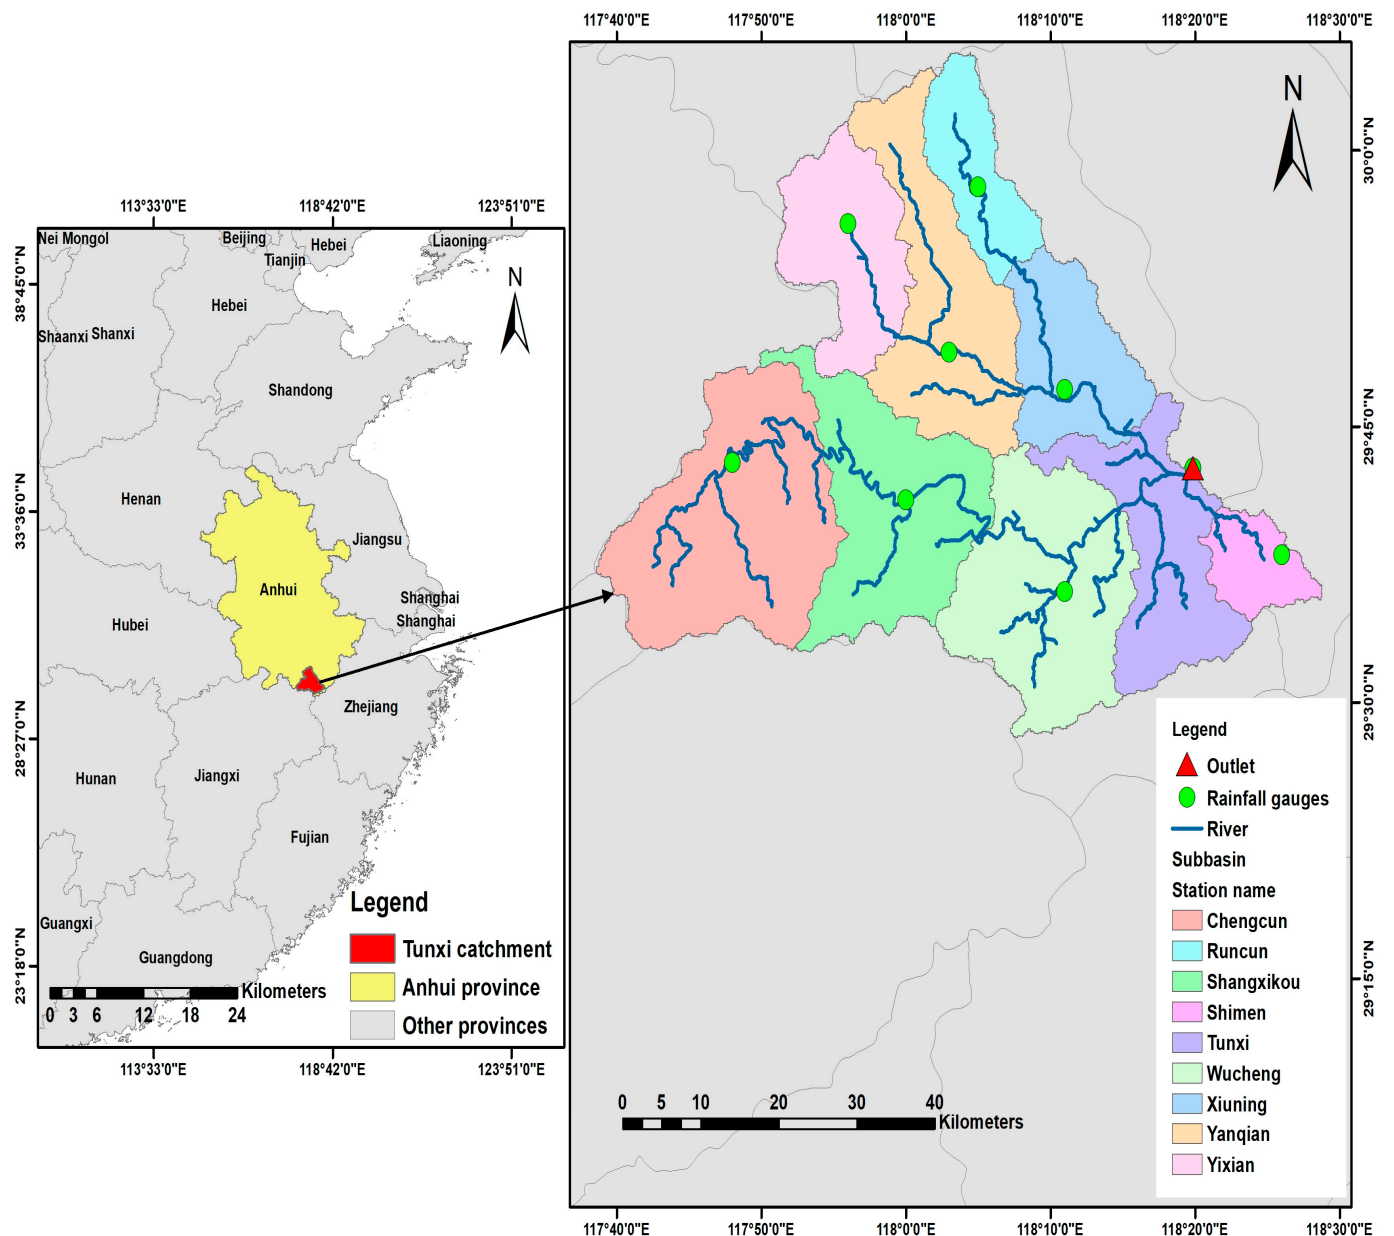 113°33'0"E 118°42'0"E 123°51'0"E
38°45'0"N
33°36'0"N
28°27'0"N
23°18'0"N
Nei Mongol
Beijing
Hebei
Liaoning
Tianjin
Hebei
Shaanxi
Shanxi
Shandong
Henan
Jiangsu
Anhui
Shanghai
Shanghai
Hubei
Zhejiang
Hunan
Jiangxi
Fujian
Guangxi
Guangdong
N
Legend
Tunxi catchment
Anhui province
Other provinces
Kilometers
0 3 6 12 18 24
113°33'0"E 118°42'0"E 123°51'0"E
117°40'0"E 117°50'0"E 118°0'0"E 118°10'0"E 118°20'0"E 118°30'0"E
N
30°0'0"N
29°45'0"N
29°30'0"N
29°15'0"N
Legend
Outlet
Rainfall gauges
River
Subbasin
Station name
Chengcun
Runcun
Shangxikou
Shimen
Tunxi
Wucheng
Xiuning
Yanqian
Yixian
0 5 10 20 30 40
Kilometers
117°40'0"E 117°50'0"E 118°0'0"E 118°10'0"E 118°20'0"E 118°30'0"E